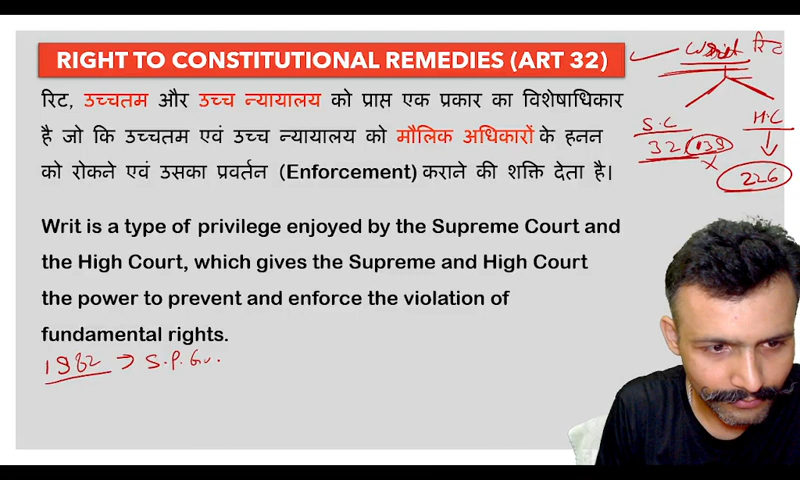 RIGHT TO CONSTITUTIONAL REMEDIES (ART 32)
रिट, उच्चतम और उच्च न्यायालय को प्राप्त एक प्रकार का विशेषाधिकार
है जो कि उच्चतम एवं उच्च न्यायालय को मौलिक अधिकारों के हनन
को रोकने एवं उसका प्रवर्तन (Enforcement) कराने की शक्ति देता है।
Writ is a type of privilege enjoyed by the Supreme Court and
the High Court, which gives the Supreme and High Court
the power to prevent and enforce the violation of
fundamental rights.
1982 → S.P. Gu.
Writ रिट
S.C
H.C
32 139
226